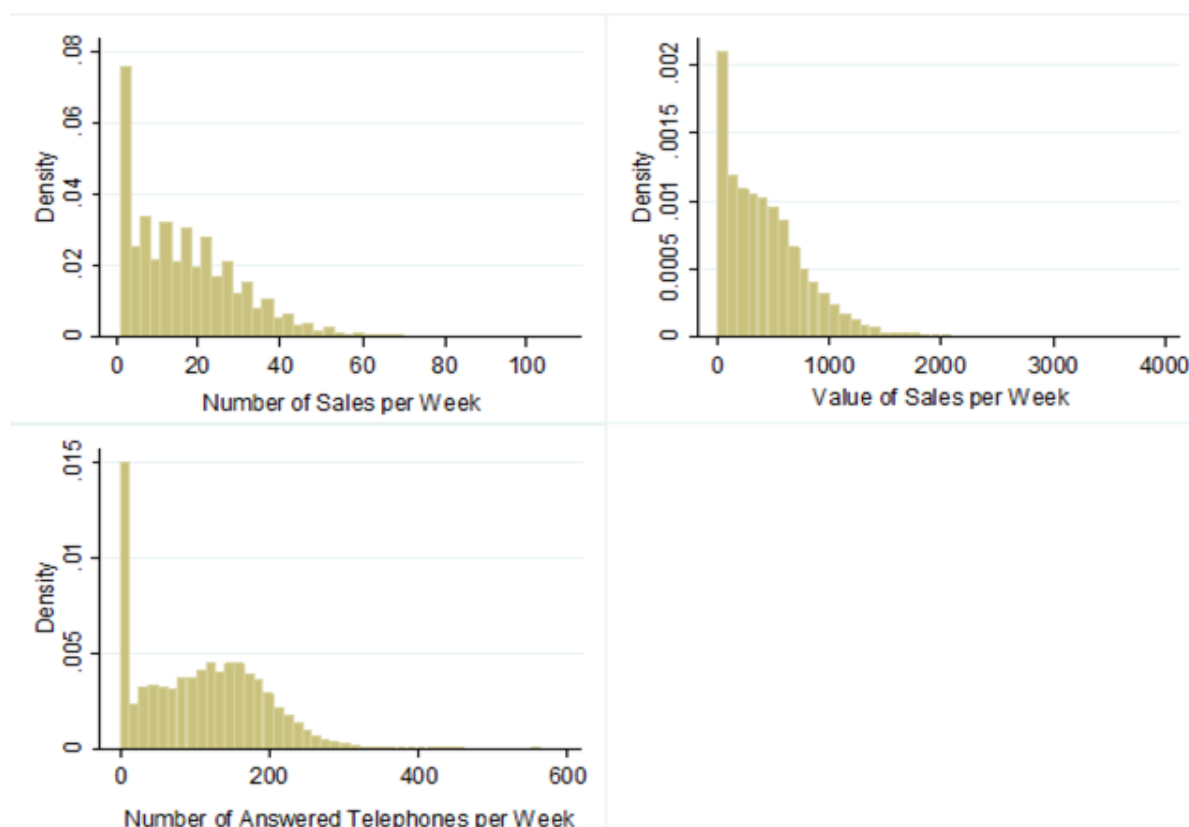 .08
.06
.04
.02
0
Density
0 20 40 60 80 100
Number of Sales per Week
.002
.0015
.001
0.0005
0
Density
0 1000 2000 3000 4000
Value of Sales per Week
.015
.01
.005
0
Density
0 200 400 600
Number of Answered Telephones per Week